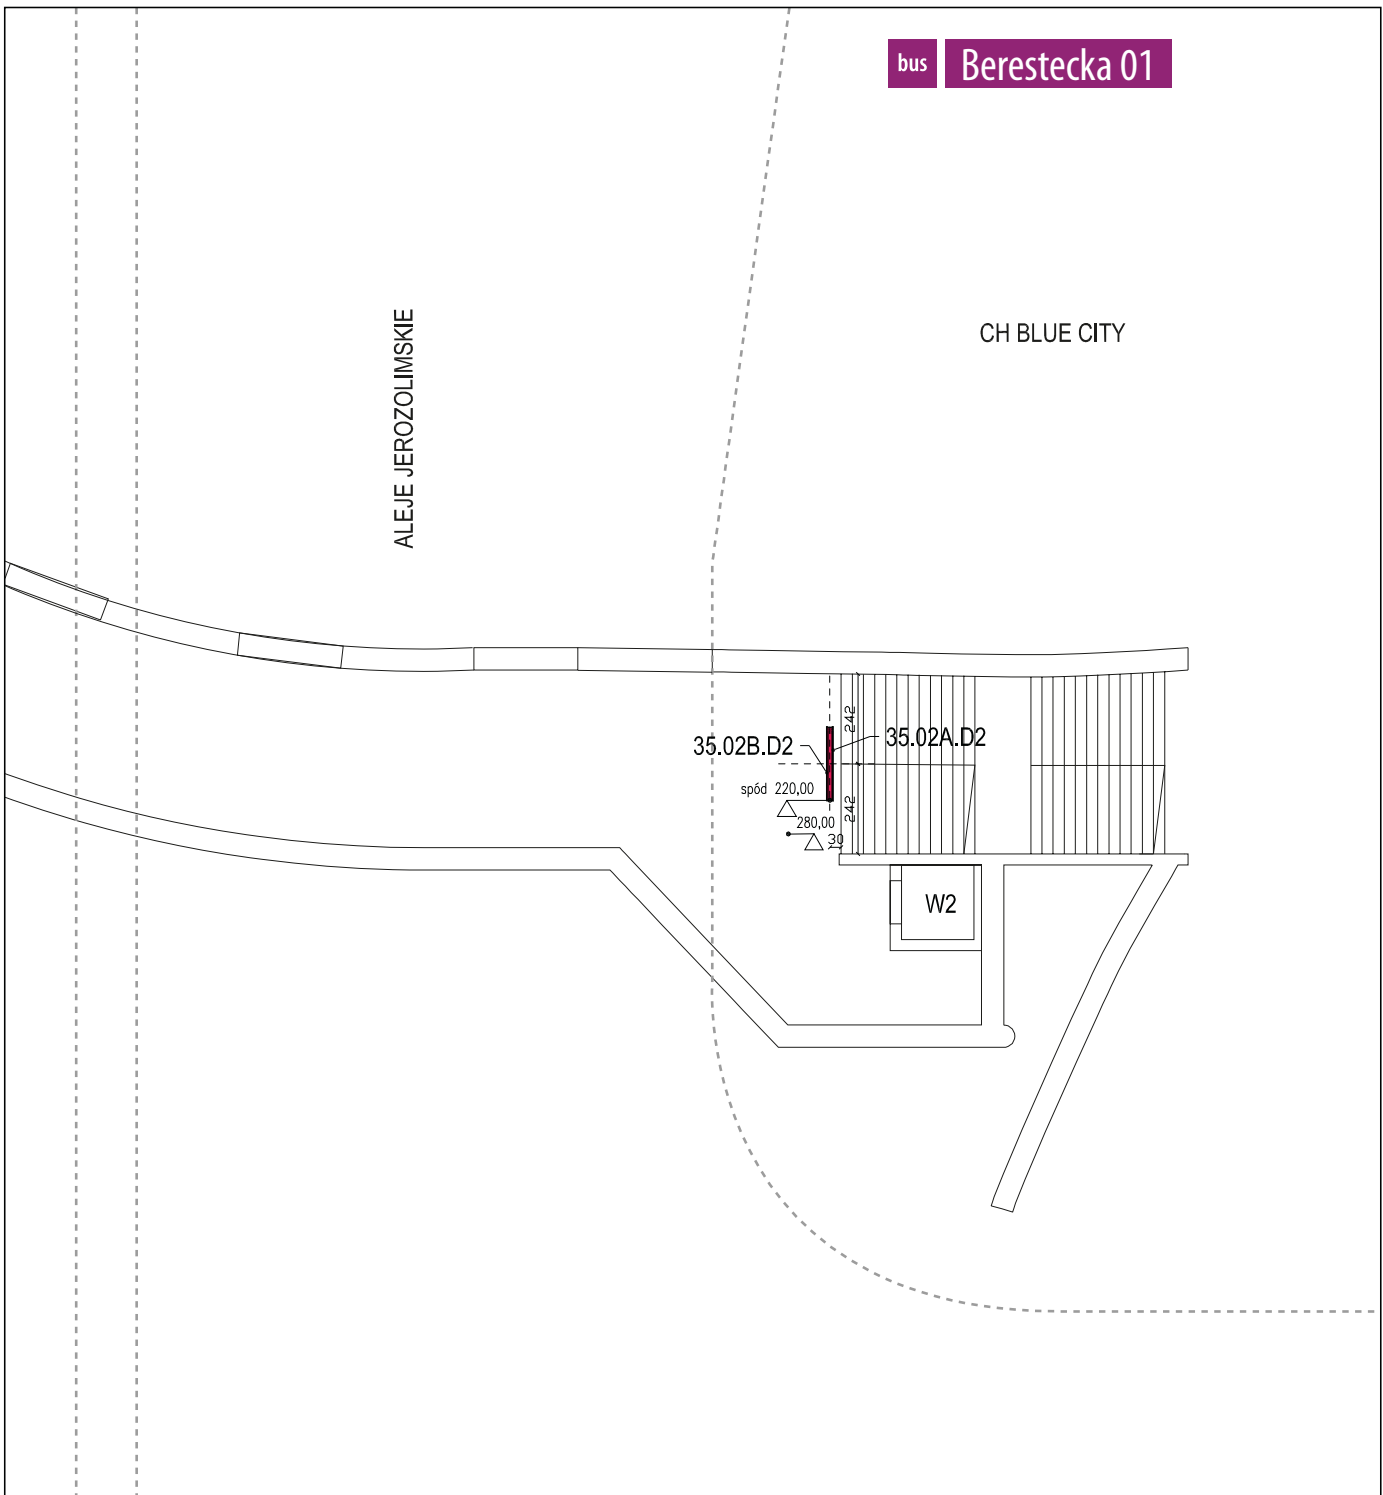 bus Berestecka 01
CH BLUE CITY
ALEJE JEROZOLIMSKIE
242
35.02B.D2
35.02A.D2
spód 220,00
242
280,00
30
W2